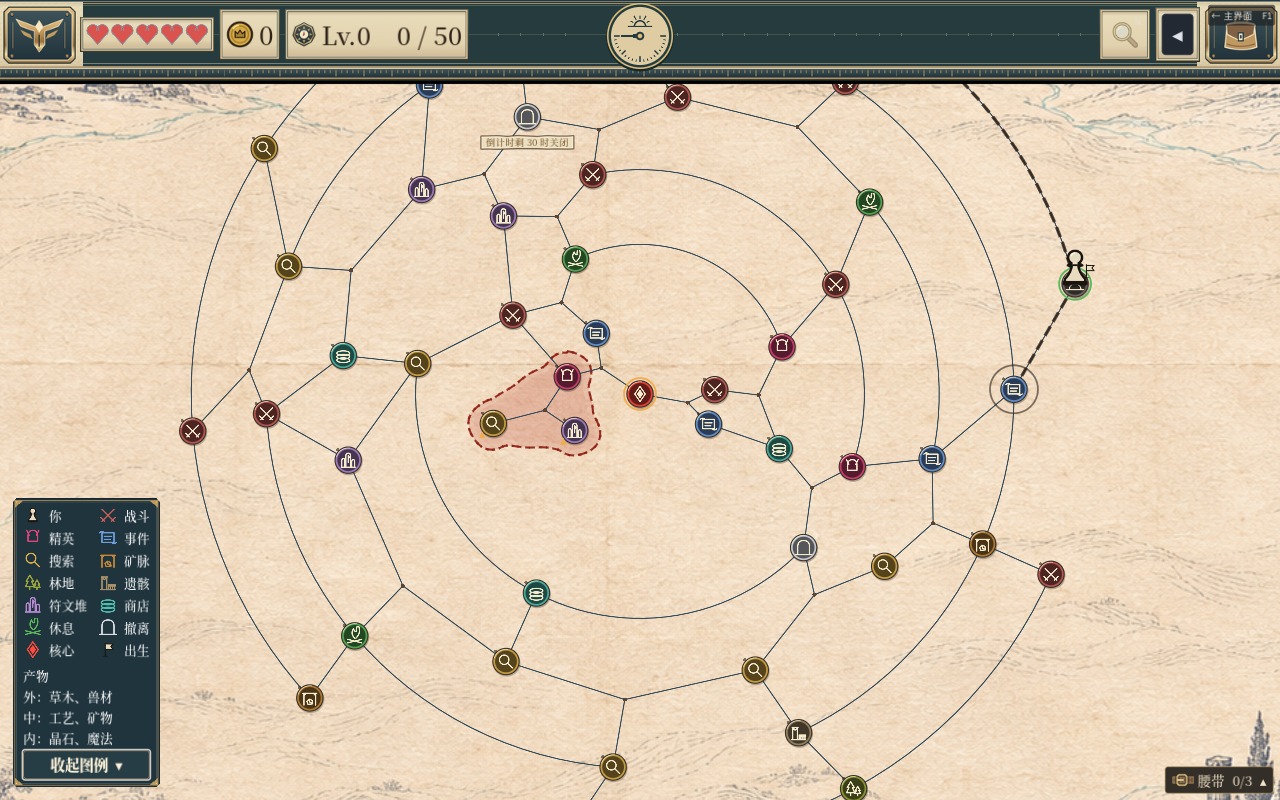 0
Lv.0 0 / 50
← 主界面 F1
倒计时剩 30 时关闭
你 战斗
精英 事件
搜索 矿脉
林地 遗骸
符文堆 商店
休息 撤离
核心 出生
产物
外：草木、兽材
中：工艺、矿物
内：晶石、魔法
收起图例 ▼
腰带 0/3 ▲